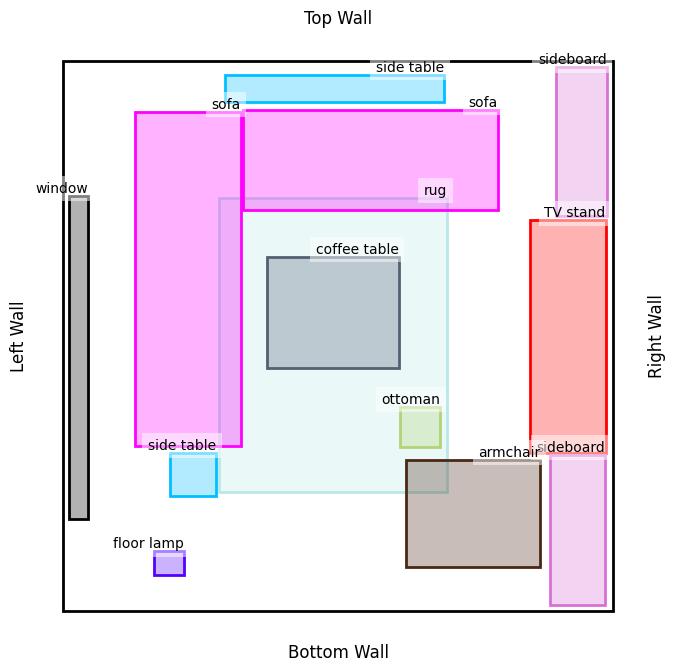 Top Wall
sideboard
side table
sofa
sofa
window
rug
TV stand
coffee table
Left Wall
Right Wall
ottoman
side table
armchair
sideboard
floor lamp
Bottom Wall